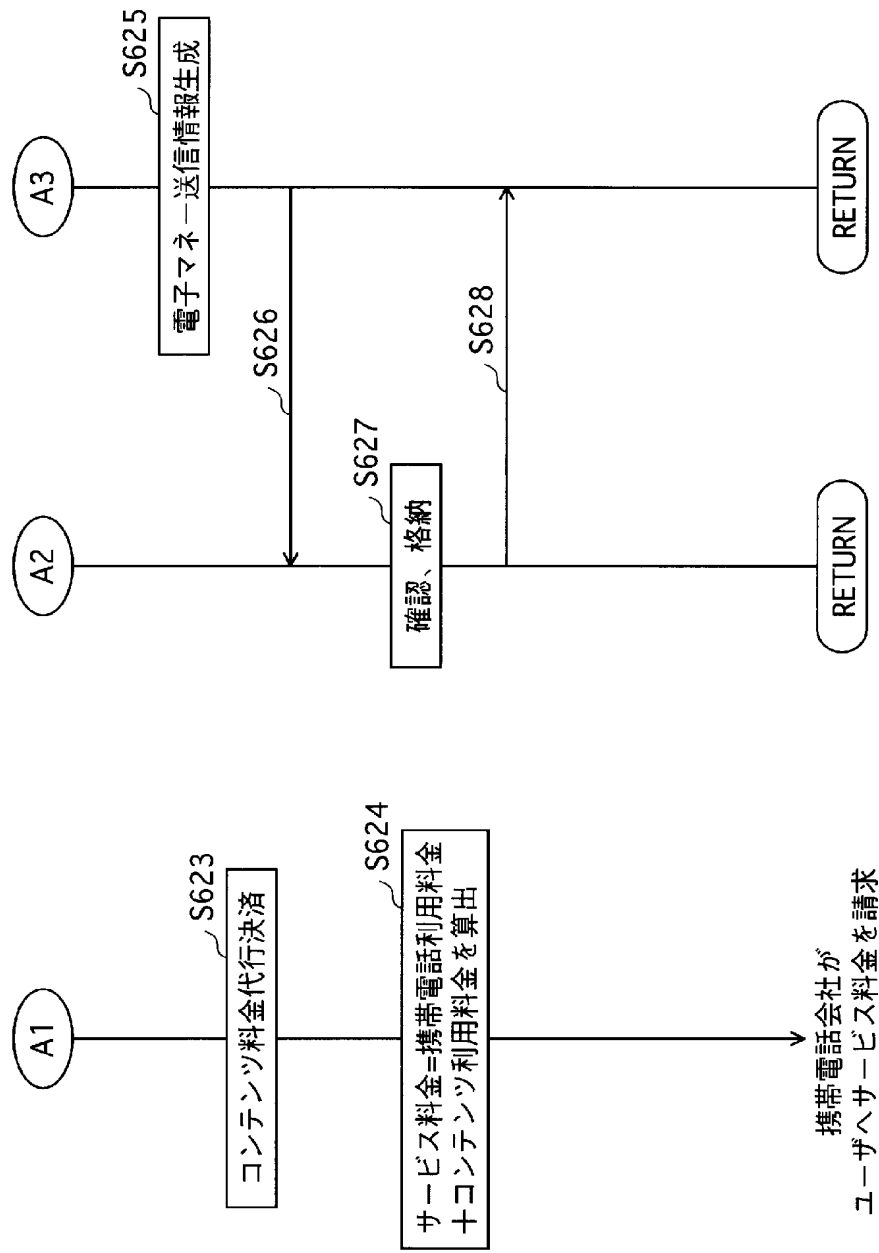 A1
S623
コンテンツ料金代行決済
S624
サービス料金=携帯電話利用料金
+コンテンツ利用料金を算出
携帯電話会社が
ユーザへサービス料金を請求
A2
S626
S627
確認、格納
S628
RETURN
A3
S625
電子マネー送信情報生成
RETURN